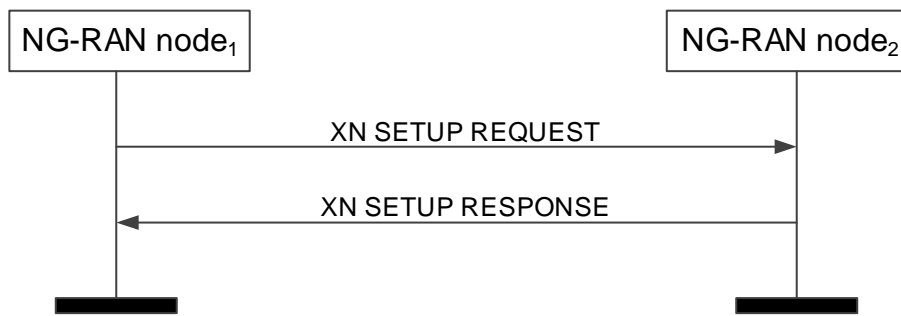 NG-RAN node₁
NG-RAN node₂
XN SETUP REQUEST
XN SETUP RESPONSE